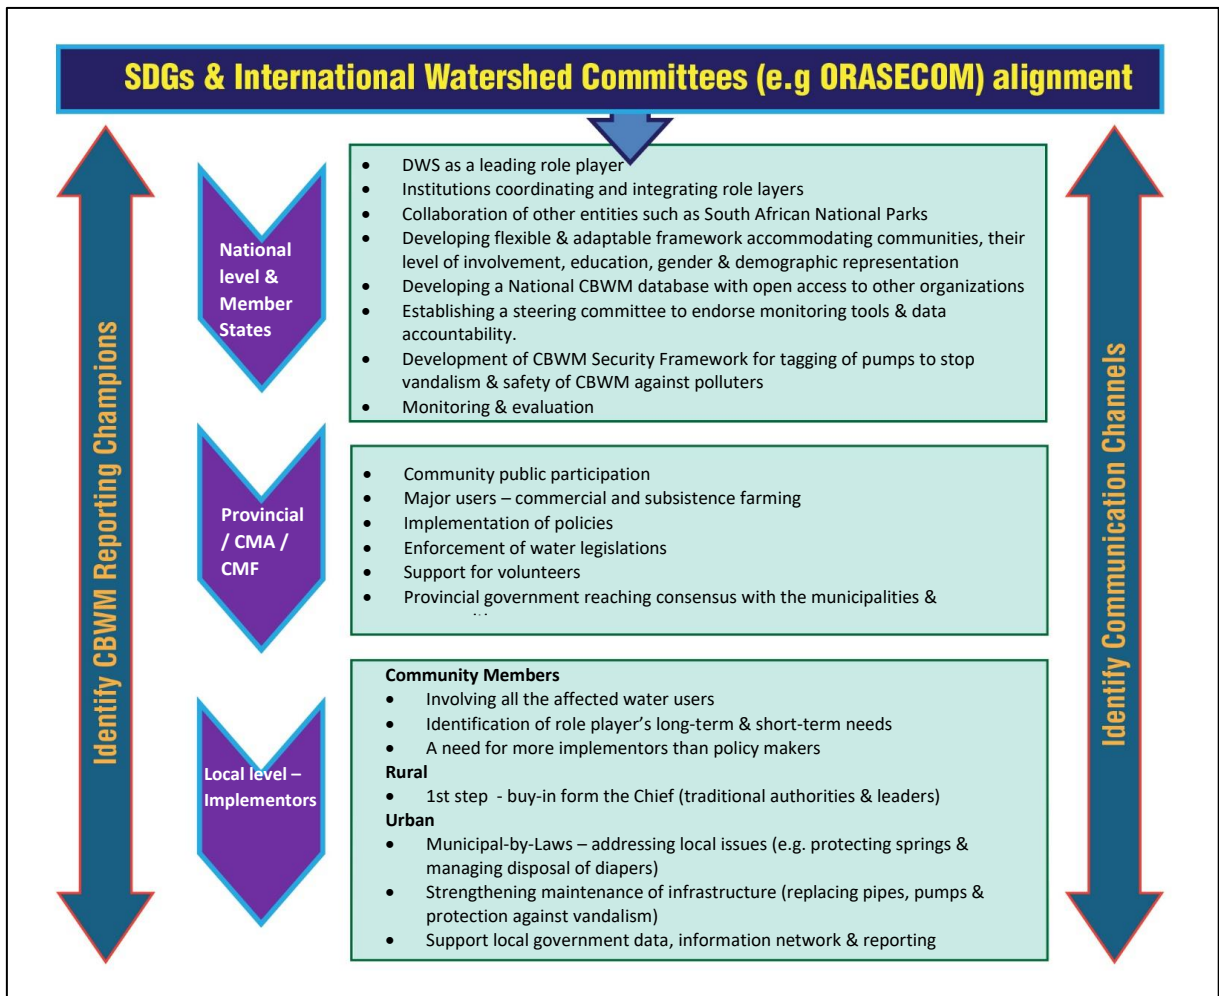 SDGs & International Watershed Committees (e.g ORASECOM) alignment
Identify CBWM Reporting Champions
National
level &
Member
States
• DWS as a leading role player
• Institutions coordinating and integrating role layers
• Collaboration of other entities such as South African National Parks
• Developing flexible & adaptable framework accommodating communities, their
level of involvement, education, gender & demographic representation
• Developing a National CBWM database with open access to other organizations
• Establishing a steering committee to endorse monitoring tools & data
accountability.
• Development of CBWM Security Framework for tagging of pumps to stop
vandalism & safety of CBWM against polluters
• Monitoring & evaluation
Provincial
/ CMA /
CMF
• Community public participation
• Major users – commercial and subsistence farming
• Implementation of policies
• Enforcement of water legislations
• Support for volunteers
• Provincial government reaching consensus with the municipalities &
Local level –
Implementors
Community Members
• Involving all the affected water users
• Identification of role player’s long-term & short-term needs
• A need for more implementors than policy makers
Rural
• 1st step - buy-in form the Chief (traditional authorities & leaders)
Urban
• Municipal-by-Laws – addressing local issues (e.g. protecting springs &
managing disposal of diapers)
• Strengthening maintenance of infrastructure (replacing pipes, pumps &
protection against vandalism)
• Support local government data, information network & reporting
Identify Communication Channels